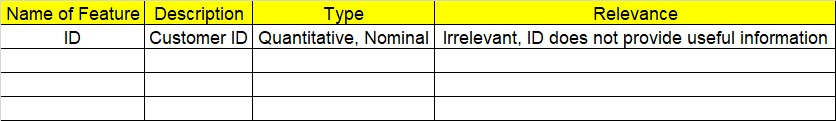 Name of Feature Description Type Relevance
ID Customer ID Quantitative, Nominal Irrelevant, ID does not provide useful information